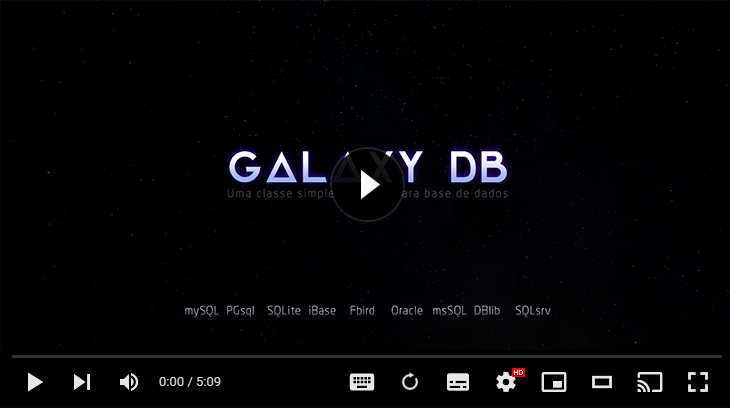 GALAXY DB
Uma classe simple ara base de dados
mySQL PGsql SQLite iBase Fbird Oracle msSQL DBlib SQLsrv
0:00 / 5:09
HD